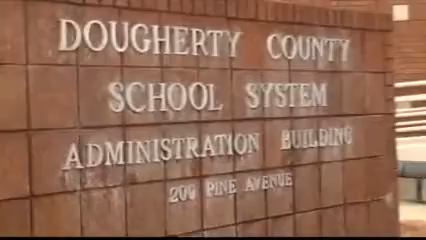 DOUGHERTY COUNTY
SCHOOL SYSTEM
ADMINISTRATION BUILDING
200 PINE AVENUE